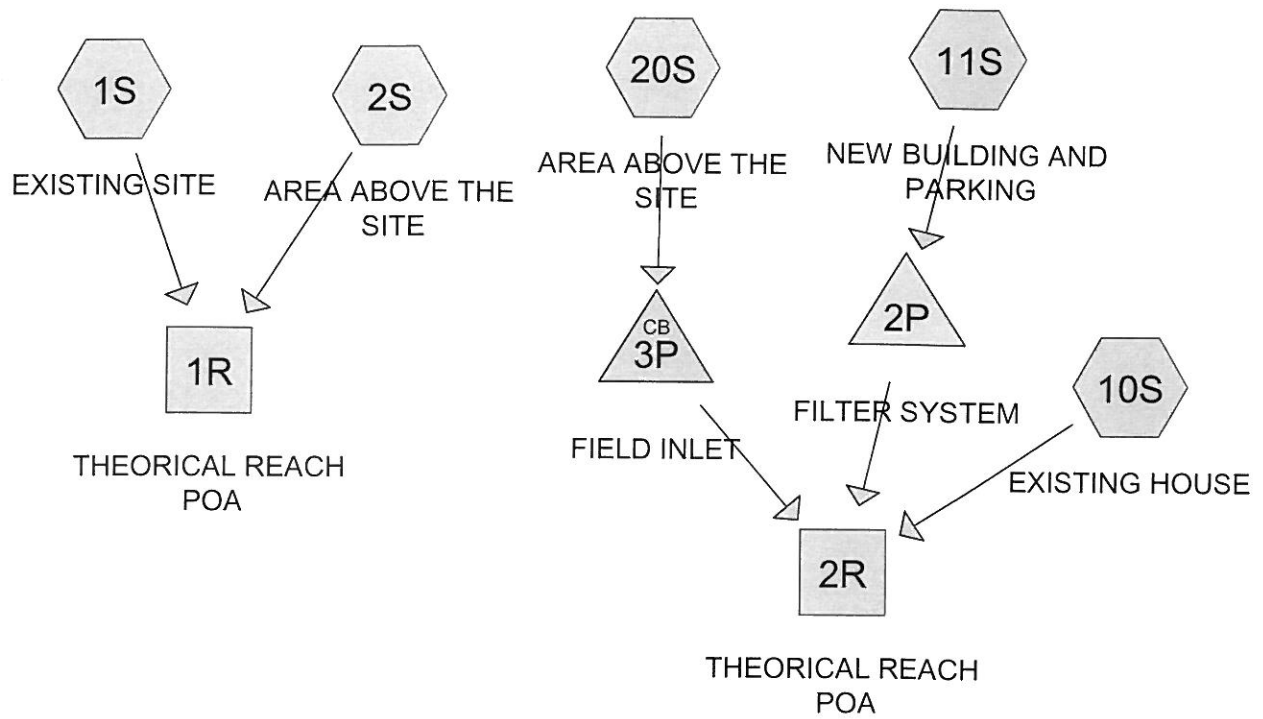 1S
EXISTING SITE
2S
AREA ABOVE THE
SITE
1R
THEORICAL REACH
POA
20S
AREA ABOVE THE
SITE
11S
NEW BUILDING AND
PARKING
CB
3P
FIELD INLET
2P
FILTER SYSTEM
10S
EXISTING HOUSE
2R
THEORICAL REACH
POA